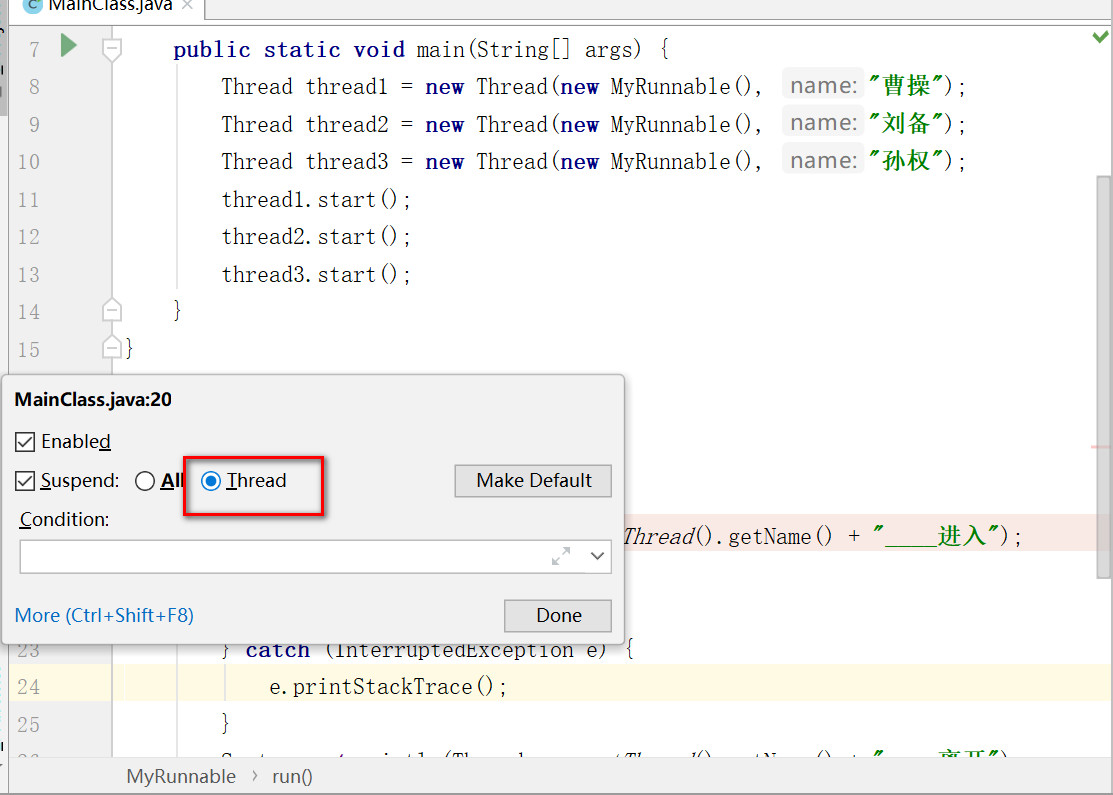 MainClass.java
7 public static void main(String[] args) {
8 Thread thread1 = new Thread(new MyRunnable(), name: "曹操");
9 Thread thread2 = new Thread(new MyRunnable(), name: "刘备");
10 Thread thread3 = new Thread(new MyRunnable(), name: "孙权");
11 thread1.start();
12 thread2.start();
13 thread3.start();
14 }
15 }
MainClass.java:20
Enabled
Suspend: All Thread Make Default
Condition:
Thread().getName() + "____进入");
More (Ctrl+Shift+F8) Done
23 } catch (InterruptedException e) {
24 e.printStackTrace();
25 }
MyRunnable › run()